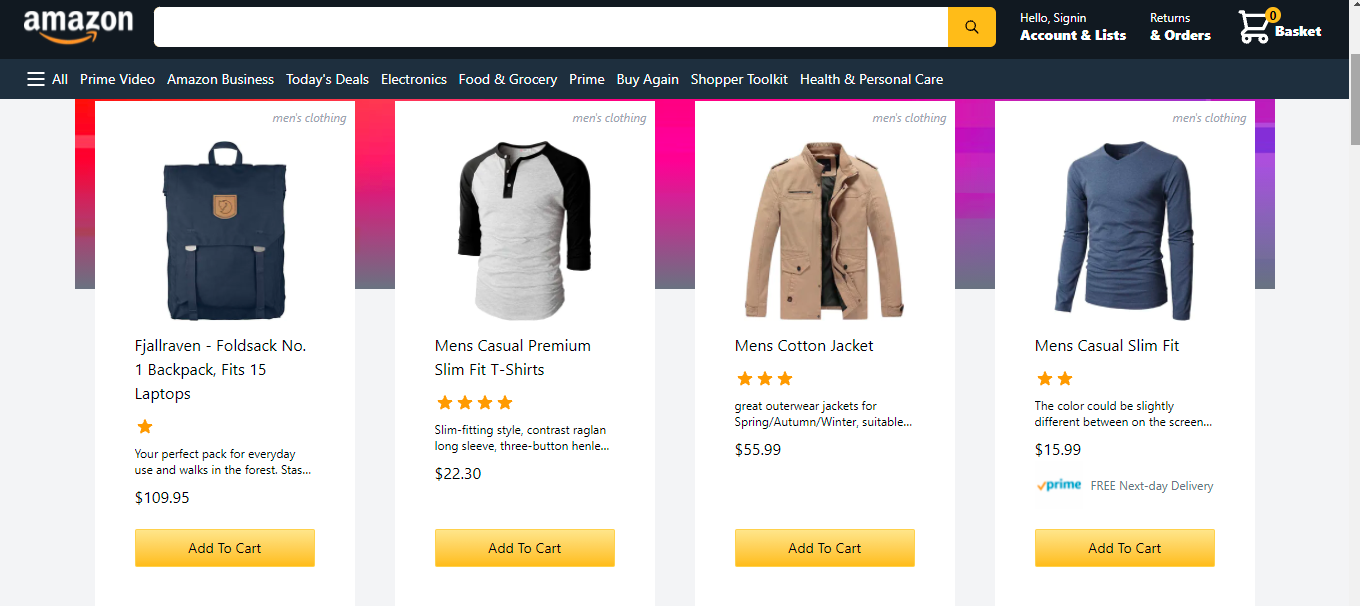 amazon
Hello, Signin
Account & Lists
Returns
& Orders
0
Basket
All Prime Video Amazon Business Today's Deals Electronics Food & Grocery Prime Buy Again Shopper Toolkit Health & Personal Care
men's clothing
Fjallraven - Foldsack No.
1 Backpack, Fits 15
Laptops
Your perfect pack for everyday
use and walks in the forest. Stas...
$109.95
Add To Cart
men's clothing
Mens Casual Premium
Slim Fit T-Shirts
Slim-fitting style, contrast raglan
long sleeve, three-button henle...
$22.30
Add To Cart
men's clothing
Mens Cotton Jacket
great outerwear jackets for
Spring/Autumn/Winter, suitable...
$55.99
Add To Cart
men's clothing
Mens Casual Slim Fit
The color could be slightly
different between on the screen...
$15.99
prime FREE Next-day Delivery
Add To Cart